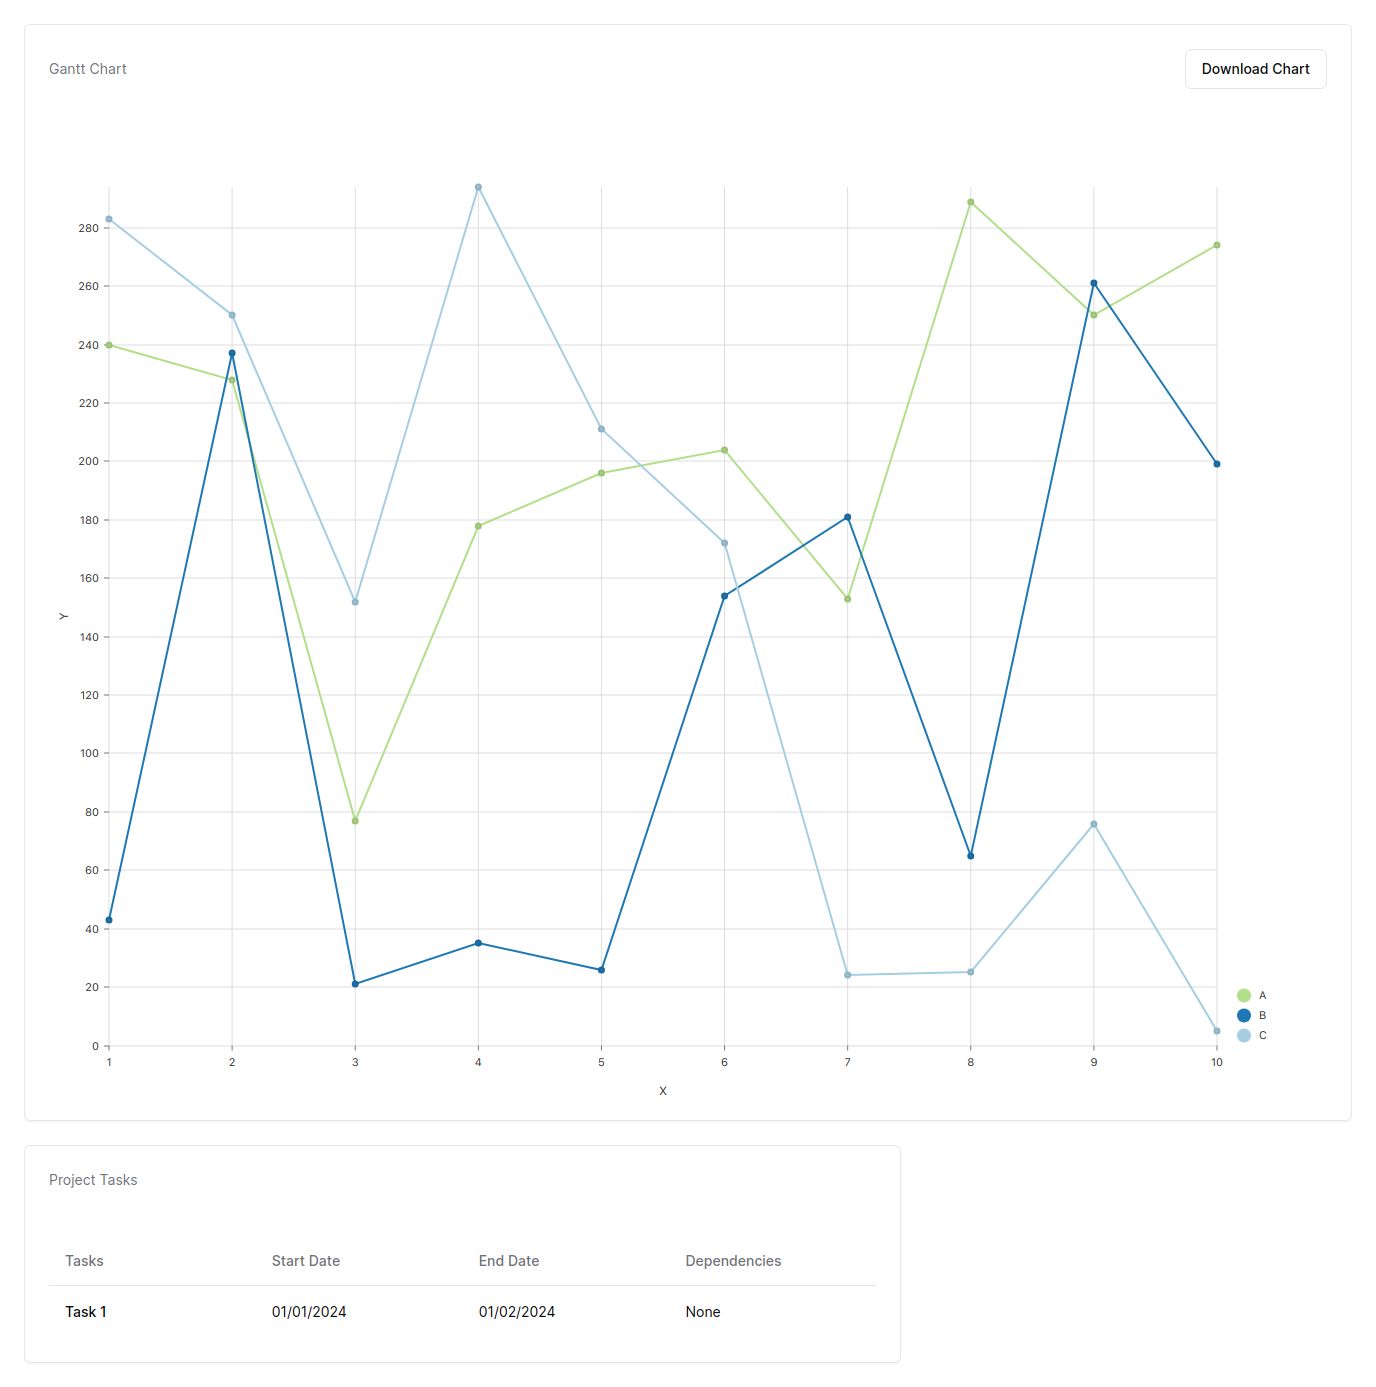 Gantt Chart
Download Chart
280
260
240
220
200
180
160
140
120
100
80
60
40
20
0
Y
1 2 3 4 5 6 7 8 9 10
X
A
B
C
Project Tasks
Tasks Start Date End Date Dependencies
Task 1 01/01/2024 01/02/2024 None